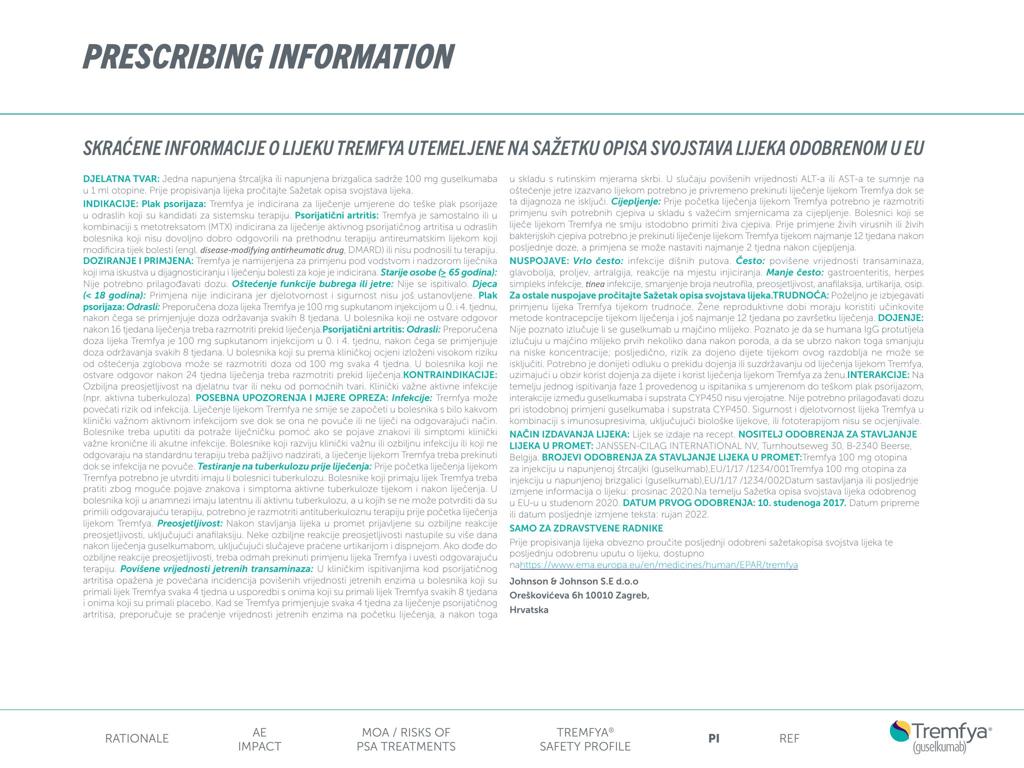 PRESCRIBING INFORMATION
SKRAĆENE INFORMACIJE O LIJEKU TREMFYA UTEMELJENE NA SAŽETKU OPISA SVOJSTAVA LIJEKA ODOBRENOM U EU
DJELATNA TVAR: Jedna napunjena štrcaljka ili napunjena brizgalica sadrže 100 mg guselkumaba
u 1 ml otopine. Prije propisivanja lijeka pročitajte Sažetak opisa svojstava lijeka.
INDIKACIJE: Plak psorijaza: Tremfya je indicirana za liječenje umjerene do teške plak psorijaze
u odraslih koji su kandidati za sistemsku terapiju. Psorijatični artritis: Tremfya je samostalno ili u
kombinaciji s metotreksatom (MTX) indicirana za liječenje aktivnog psorijatičnog artritisa u odraslih
bolesnika koji nisu dovoljno dobro odgovorili na prethodnu terapiju antireumatskim lijekom koji
modificira tijek bolesti (engl. disease-modifying antirheumatic drug, DMARD) ili nisu podnosili tu terapiju.
DOZIRANJE I PRIMJENA: Tremfya je namijenjena za primjenu pod vodstvom i nadzorom liječnika
koji ima iskustva u dijagnosticiranju i liječenju bolesti za koje je indicirana. Starije osobe (≥ 65 godina):
Nije potrebno prilagođavati dozu. Oštećenje funkcije bubrega ili jetre: Nije se ispitivalo. Djeca
(< 18 godina): Primjena nije indicirana jer djelotvornost i sigurnost nisu još ustanovljene. Plak
psorijaza: Odrasli: Preporučena doza lijeka Tremfya je 100 mg supkutanom injekcijom u 0. i 4. tjednu,
nakon čega se primjenjuje doza održavanja svakih 8 tjedana. U bolesnika koji ne ostvare odgovor
nakon 16 tjedana liječenja treba razmotriti prekid liječenja.Psorijatični artritis: Odrasli: Preporučena
doza lijeka Tremfya je 100 mg supkutanom injekcijom u 0. i 4. tjednu, nakon čega se primjenjuje
doza održavanja svakih 8 tjedana. U bolesnika koji su prema kliničkoj ocjeni izloženi visokom riziku
od oštećenja zglobova može se razmotriti doza od 100 mg svaka 4 tjedna. U bolesnika koji ne
ostvare odgovor nakon 24 tjedna liječenja treba razmotriti prekid liječenja.KONTRAINDIKACIJE:
Ozbiljna preosjetljivost na djelatnu tvar ili neku od pomoćnih tvari. Klinički važne aktivne infekcije
(npr. aktivna tuberkuloza). POSEBNA UPOZORENJA I MJERE OPREZA: Infekcije: Tremfya može
povećati rizik od infekcija. Liječenje lijekom Tremfya ne smije se započeti u bolesnika s bilo kakvom
klinički važnom aktivnom infekcijom sve dok se ona ne povuče ili ne liječi na odgovarajući način.
Bolesnike treba uputiti da potraže liječničku pomoć ako se pojave znakovi ili simptomi klinički
važne kronične ili akutne infekcije. Bolesnike koji razviju klinički važnu ili ozbiljnu infekciju ili koji ne
odgovaraju na standardnu terapiju treba pažljivo nadzirati, a liječenje lijekom Tremfya treba prekinuti
dok se infekcija ne povuče. Testiranje na tuberkulozu prije liječenja: Prije početka liječenja lijekom
Tremfya potrebno je utvrditi imaju li bolesnici tuberkulozu. Bolesnike koji primaju lijek Tremfya treba
pratiti zbog moguće pojave znakova i simptoma aktivne tuberkuloze tijekom i nakon liječenja. U
bolesnika koji u anamnezi imaju latentnu ili aktivnu tuberkulozu, a u kojih se ne može potvrditi da su
primili odgovarajuću terapiju, potrebno je razmotriti antituberkuloznu terapiju prije početka liječenja
lijekom Tremfya. Preosjetljivost: Nakon stavljanja lijeka u promet prijavljene su ozbiljne reakcije
preosjetljivosti, uključujući anafilaksiju. Neke ozbiljne reakcije preosjetljivosti nastupile su više dana
nakon liječenja guselkumabom, uključujući slučajeve praćene urtikarijom i dispnejom. Ako dođe do
ozbiljne reakcije preosjetljivosti, treba odmah prekinuti primjenu lijeka Tremfya i uvesti odgovarajuću
terapiju. Povišene vrijednosti jetrenih transaminaza: U kliničkim ispitivanjima kod psorijatičnog
artritisa opažena je povećana incidencija povišenih vrijednosti jetrenih enzima u bolesnika koji su
primali lijek Tremfya svaka 4 tjedna u usporedbi s onima koji su primali lijek Tremfya svakih 8 tjedana
i onima koji su primali placebo. Kad se Tremfya primjenjuje svaka 4 tjedna za liječenje psorijatičnog
artritisa, preporučuje se praćenje vrijednosti jetrenih enzima na početku liječenja, a nakon toga
u skladu s rutinskim mjerama skrbi. U slučaju povišenih vrijednosti ALT-a ili AST-a te sumnje na
oštećenje jetre izazvano lijekom potrebno je privremeno prekinuti liječenje lijekom Tremfya dok se
ta dijagnoza ne isključi. Cijepljenje: Prije početka liječenja lijekom Tremfya potrebno je razmotriti
primjenu svih potrebnih cjepiva u skladu s važećim smjernicama za cijepljenje. Bolesnici koji se
liječe lijekom Tremfya ne smiju istodobno primiti živa cjepiva. Prije primjene živih virusnih ili živih
bakterijskih cjepiva potrebno je prekinuti liječenje lijekom Tremfya tijekom najmanje 12 tjedana nakon
posljednje doze, a primjena se može nastaviti najmanje 2 tjedna nakon cijepljenja.
NUSPOJAVE: Vrlo često: infekcije dišnih putova. Često: povišene vrijednosti transaminaza,
glavobolja, proljev, artralgija, reakcije na mjestu injiciranja. Manje često: gastroenteritis, herpes
simpleks infekcije, tinea infekcije, smanjenje broja neutrofila, preosjetljivost, anafilaksija, urtikarija, osip.
Za ostale nuspojave pročitajte Sažetak opisa svojstava lijeka.TRUDNOĆA: Poželjno je izbjegavati
primjenu lijeka Tremfya tijekom trudnoće. Žene reproduktivne dobi moraju koristiti učinkovite
metode kontracepcije tijekom liječenja i još najmanje 12 tjedana po završetku liječenja. DOJENJE:
Nije poznato izlučuje li se guselkumab u majčino mlijeko. Poznato je da se humana IgG protutijela
izlučuju u majčino mlijeko prvih nekoliko dana nakon poroda, a da se ubrzo nakon toga smanjuju
na niske koncentracije; posljedično, rizik za dojeno dijete tijekom ovog razdoblja ne može se
isključiti. Potrebno je donijeti odluku o prekidu dojenja ili suzdržavanju od liječenja lijekom Tremfya,
uzimajući u obzir korist dojenja za dijete i korist liječenja lijekom Tremfya za ženu.INTERAKCIJE: Na
temelju jednog ispitivanja faze 1 provedenog u ispitanika s umjerenom do teškom plak psorijazom,
interakcije između guselkumaba i supstrata CYP450 nisu vjerojatne. Nije potrebno prilagođavati dozu
pri istodobnoj primjeni guselkumaba i supstrata CYP450. Sigurnost i djelotvornost lijeka Tremfya u
kombinaciji s imunosupresivima, uključujući biološke lijekove, ili fototerapijom nisu se ocjenjivale.
NAČIN IZDAVANJA LIJEKA: Lijek se izdaje na recept. NOSITELJ ODOBRENJA ZA STAVLJANJE
LIJEKA U PROMET: JANSSEN-CILAG INTERNATIONAL NV, Turnhoutseweg 30, B-2340 Beerse,
Belgija. BROJEVI ODOBRENJA ZA STAVLJANJE LIJEKA U PROMET:Tremfya 100 mg otopina
za injekciju u napunjenoj štrcaljki (guselkumab),EU/1/17 /1234/001Tremfya 100 mg otopina za
injekciju u napunjenoj brizgalici (guselkumab),EU/1/17 /1234/002Datum sastavljanja ili posljednje
izmjene informacija o lijeku: prosinac 2020.Na temelju Sažetka opisa svojstva lijeka odobrenog
u EU-u u studenom 2020. DATUM PRVOG ODOBRENJA: 10. studenoga 2017. Datum pripreme
ili datum posljednje izmjene teksta: rujan 2022.
SAMO ZA ZDRAVSTVENE RADNIKE
Prije propisivanja lijeka obvezno proučite posljednji odobreni sažetakopisa svojstva lijeka te
posljednju odobrenu uputu o lijeku, dostupno
nahttps://www.ema.europa.eu/en/medicines/human/EPAR/tremfya
Johnson & Johnson S.E d.o.o
Oreškovićeva 6h 10010 Zagreb,
Hrvatska
RATIONALE
AE
IMPACT
MOA / RISKS OF
PSA TREATMENTS
TREMFYA®
SAFETY PROFILE
PI
REF
Tremfya®
(guselkumab)